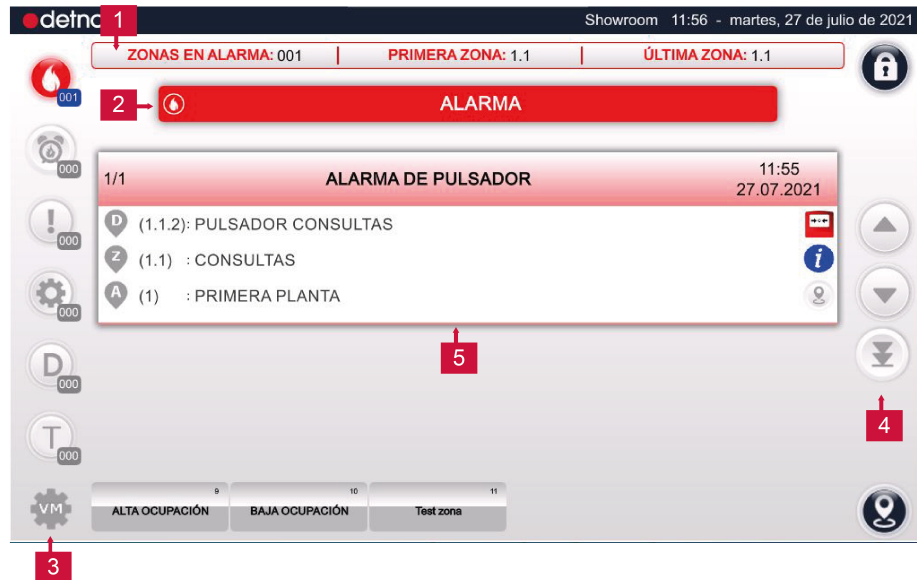 detno 1 Showroom 11:56 - martes, 27 de julio de 2021
ZONAS EN ALARMA: 001 PRIMERA ZONA: 1.1 ÚLTIMA ZONA: 1.1
001
2 ALARMA
000
1/1 ALARMA DE PULSADOR 11:55
27.07.2021
D (1.1.2): PULSADOR CONSULTAS
! 000
Z (1.1) : CONSULTAS i
A (1) : PRIMERA PLANTA
000
5
D 000
4
T 000
9 10 11
VM ALTA OCUPACIÓN BAJA OCUPACIÓN Test zona
3